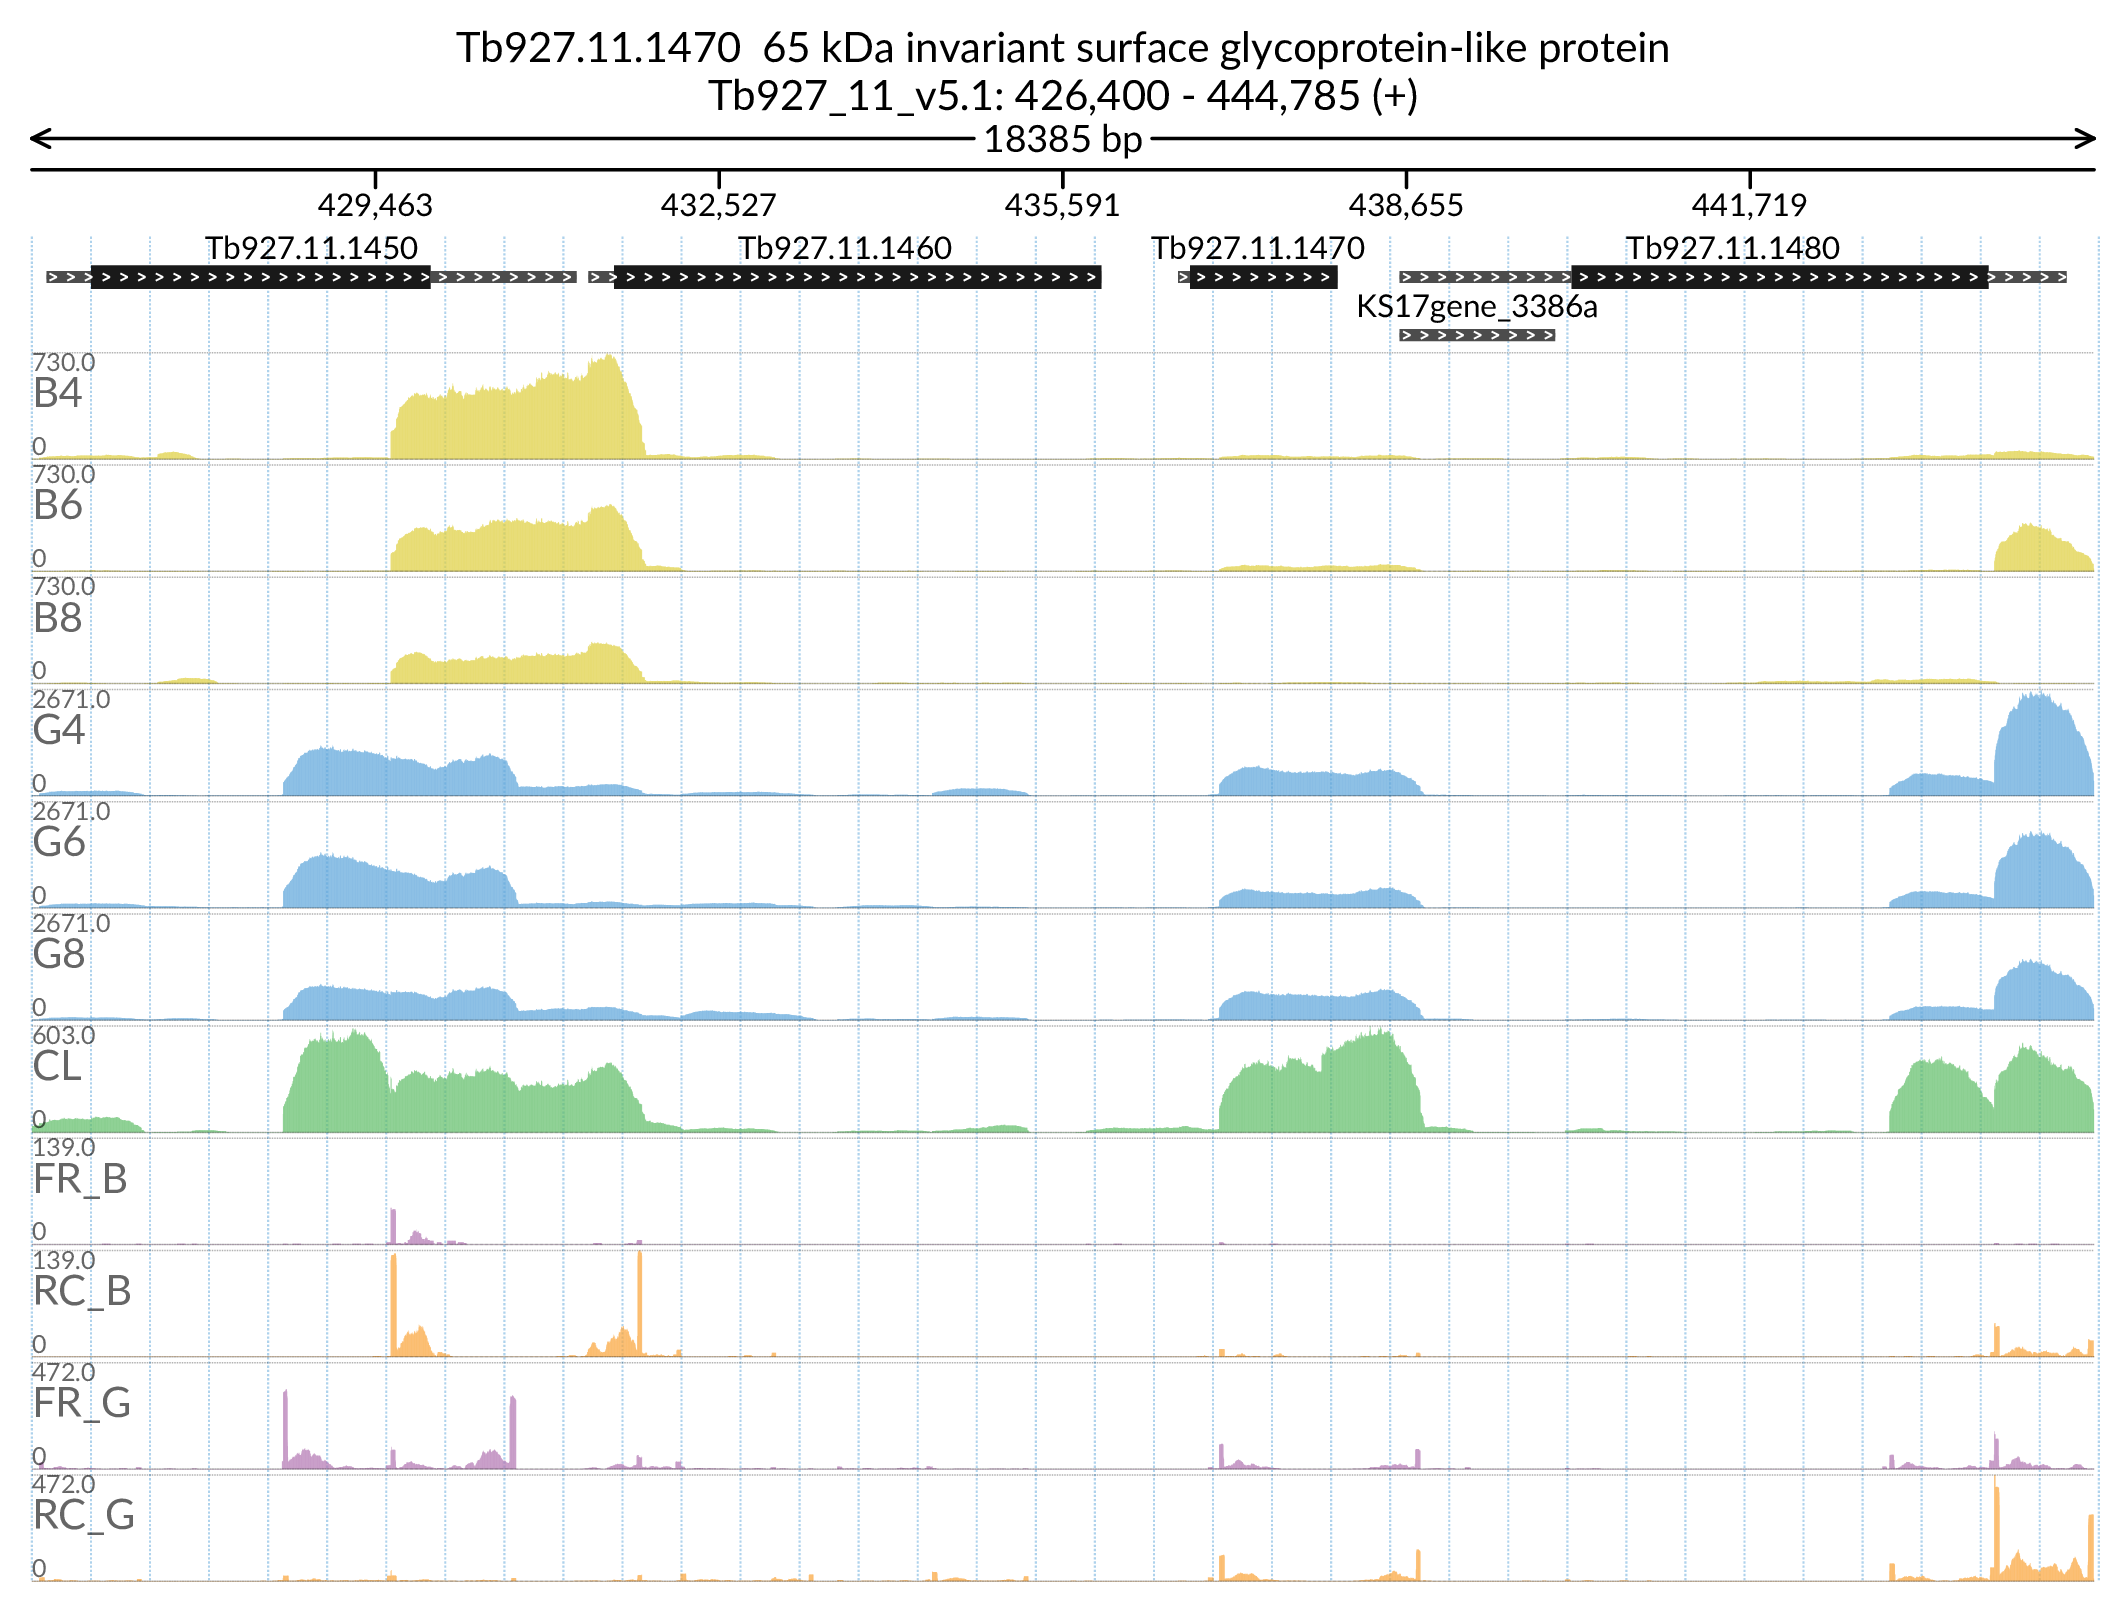 Tb927.11.1470  65 kDa invariant surface glycoprotein-like protein
Tb927_11_v5.1: 426,400 - 444,785 (+)
18385 bp
429,463 432,527 435,591 438,655 441,719
Tb927.11.1450 Tb927.11.1460 Tb927.11.1470 Tb927.11.1480
KS17gene_3386a
730.0
B4
0
730.0
B6
0
730.0
B8
0
2671.0
G4
0
2671.0
G6
0
2671.0
G8
0
603.0
CL
0
139.0
FR_B
0
139.0
RC_B
0
472.0
FR_G
0
472.0
RC_G
0